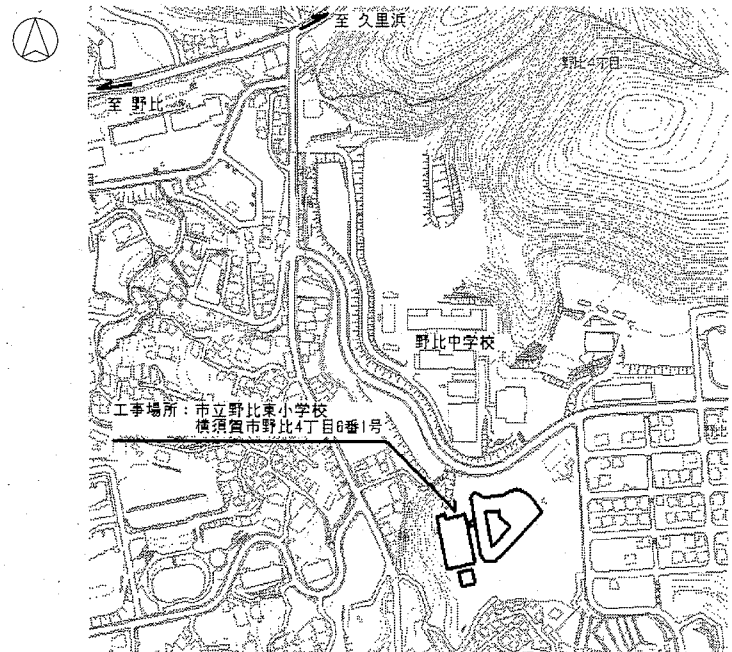 至 久里浜
野比4丁目
至 野比
野比中学校
工事場所：市立野比東小学校
横須賀市野比4丁目6番1号